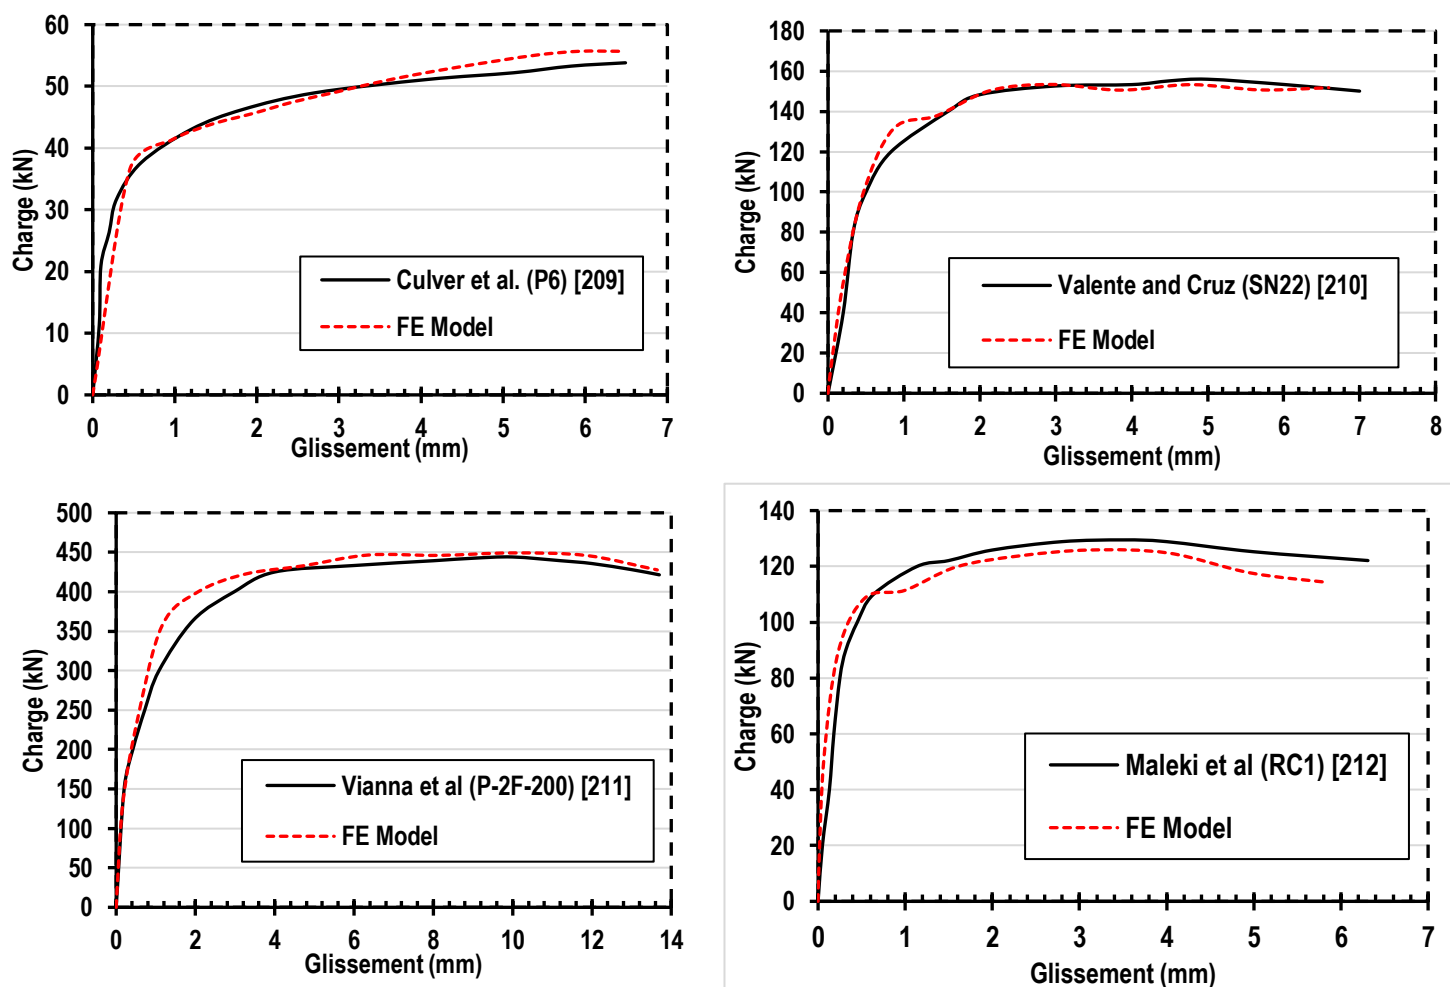 60
50
40
30
20
10
0
Charge (kN)
Culver et al. (P6) [209]
FE Model
0 1 2 3 4 5 6 7
Glissement (mm)
180
160
140
120
100
80
60
40
20
0
Charge (kN)
Valente and Cruz (SN22) [210]
FE Model
0 1 2 3 4 5 6 7 8
Glissement (mm)
500
450
400
350
300
250
200
150
100
50
0
Charge (kN)
Vianna et al (P-2F-200) [211]
FE Model
0 2 4 6 8 10 12 14
Glissement (mm)
140
120
100
80
60
40
20
0
Charge (kN)
Maleki et al (RC1) [212]
FE Model
0 1 2 3 4 5 6 7
Glissement (mm)